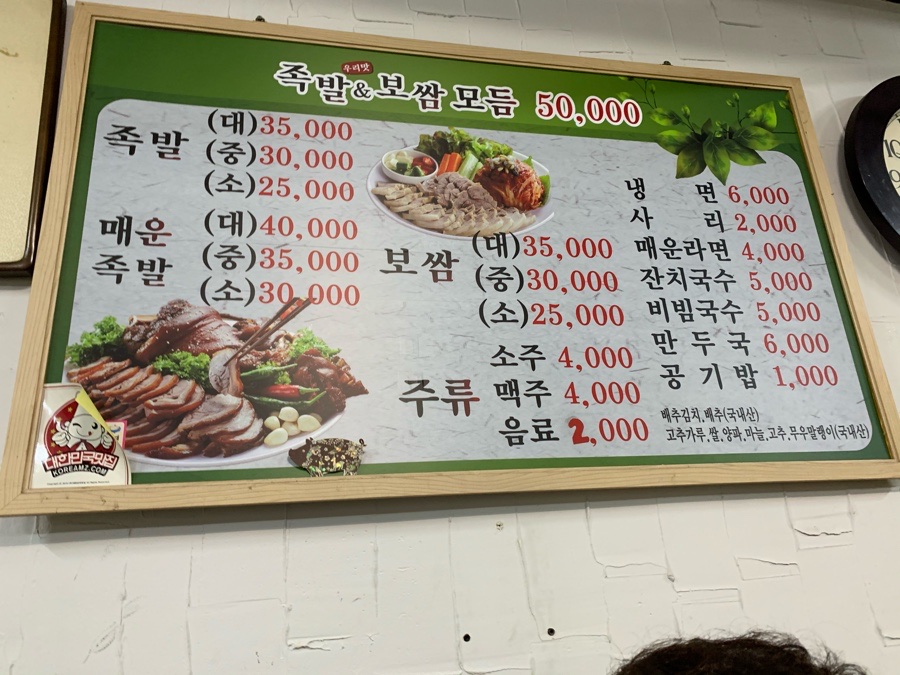 우리맛
족발&보쌈 모듬 50,000
족발 (대)35,000
(중)30,000
(소)25,000
매운족발 (대)40,000
(중)35,000
(소)30,000
보쌈 (대)35,000
(중)30,000
(소)25,000
주류
소주 4,000
맥주 4,000
음료 2,000
냉면 6,000
사리 2,000
매운라면 4,000
잔치국수 5,000
비빔국수 5,000
만두국 6,000
공기밥 1,000
배추김치,배추(국내산)
고추가루,쌀,양파,마늘,고추,무우말랭이(국내산)
대한민국맛집
KOREAMZ.COM